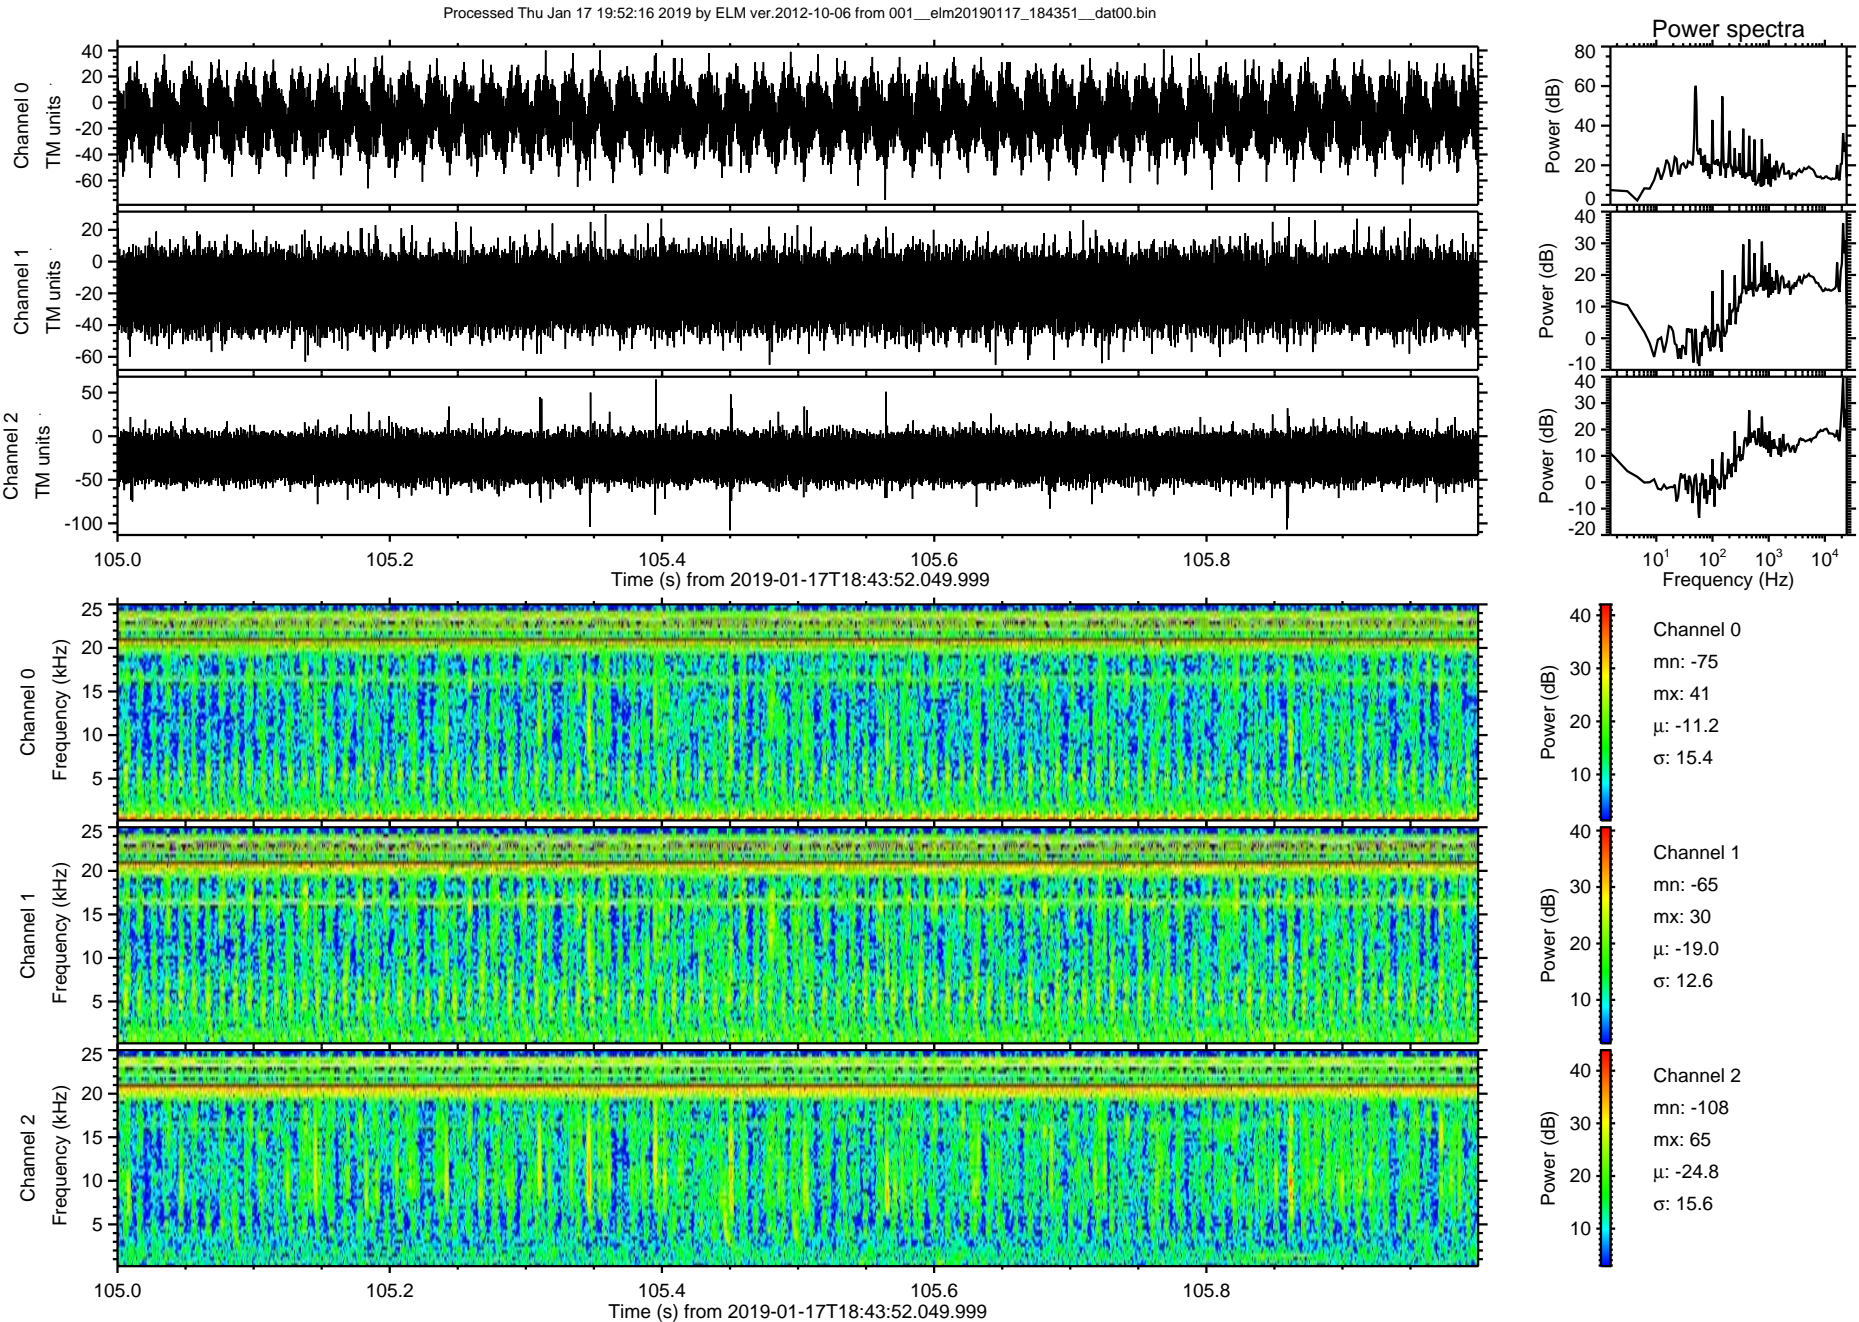 Processed Thu Jan 17 19:52:16 2019 by ELM ver.2012-10-06 from 001__elm20190117_184351__dat00.bin
Power spectra
Channel 0
TM units
40
20
0
-20
-40
-60
Power (dB)
80
60
40
20
0
Channel 1
TM units
20
0
-20
-40
-60
Power (dB)
40
30
20
10
0
-10
Channel 2
TM units
50
0
-50
-100
Power (dB)
40
30
20
10
0
-10
-20
105.0 105.2 105.4 105.6 105.8
Time (s) from 2019-01-17T18:43:52.049.999
10^1 10^2 10^3 10^4
Frequency (Hz)
Channel 0
Frequency (kHz)
25
20
15
10
5
Power (dB)
40
30
20
10
Channel 0
mn: -75
mx: 41
μ: -11.2
σ: 15.4
Channel 1
Frequency (kHz)
25
20
15
10
5
Power (dB)
40
30
20
10
Channel 1
mn: -65
mx: 30
μ: -19.0
σ: 12.6
Channel 2
Frequency (kHz)
25
20
15
10
5
Power (dB)
40
30
20
10
Channel 2
mn: -108
mx: 65
μ: -24.8
σ: 15.6
105.0 105.2 105.4 105.6 105.8
Time (s) from 2019-01-17T18:43:52.049.999